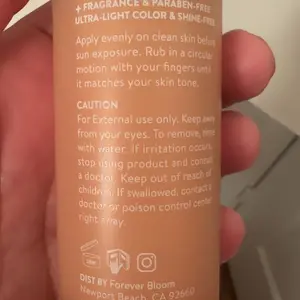 + FRAGRANCE & PARABEN-FREE
ULTRA-LIGHT COLOR & SHINE-FREE
Apply evenly on clean skin before
sun exposure. Rub in a circular
motion with your fingers until
it matches your skin tone.
CAUTION
For External use only. Keep away
from your eyes. To remove, rinse
with water. If irritation occurs,
stop using product and consult
a doctor. Keep out of reach of
children. If swallowed, contact a
doctor or poison control center
right away.
DIST BY Forever Bloom
Newport Beach, CA 92660